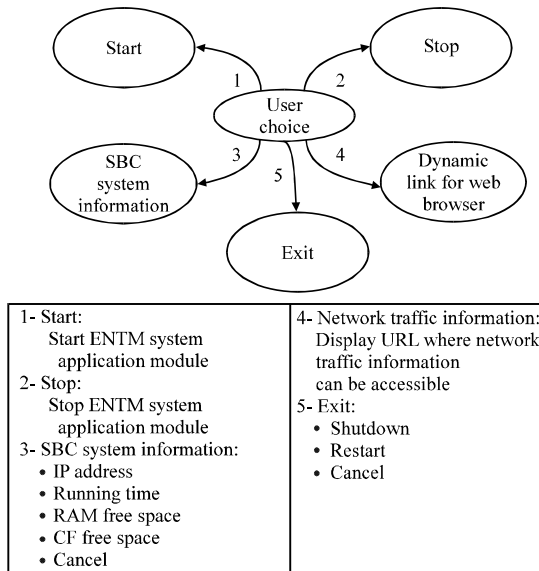 Start
Stop
1
2
User
choice
3
4
5
SBC
system
information
Dynamic
link for web
browser
Exit
1- Start:
Start ENTM system
application module
2- Stop:
Stop ENTM system
application module
3- SBC system information:
• IP address
• Running time
• RAM free space
• CF free space
• Cancel
4- Network traffic information:
Display URL where network
traffic information
can be accessible
5- Exit:
• Shutdown
• Restart
• Cancel